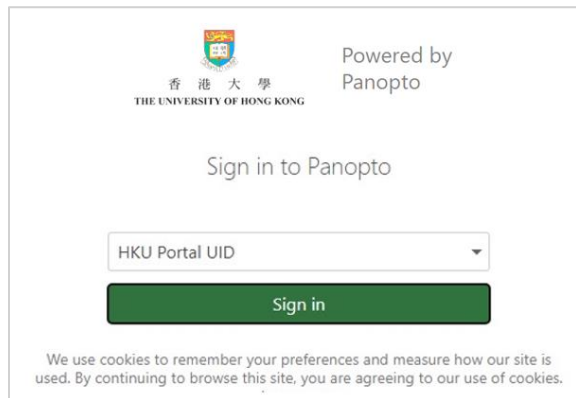 香港大學
THE UNIVERSITY OF HONG KONG
Powered by
Panopto
Sign in to Panopto
HKU Portal UID
Sign in
We use cookies to remember your preferences and measure how our site is
used. By continuing to browse this site, you are agreeing to our use of cookies.